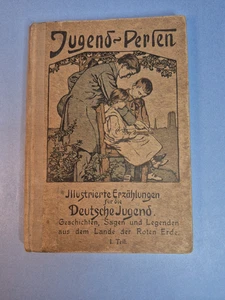 Jugend-Perlen
Illustrierte Erzählungen
für die
Deutsche Jugend
Geschichten, Sagen und Legenden
aus dem Lande der Roten Erde.
I. Teil